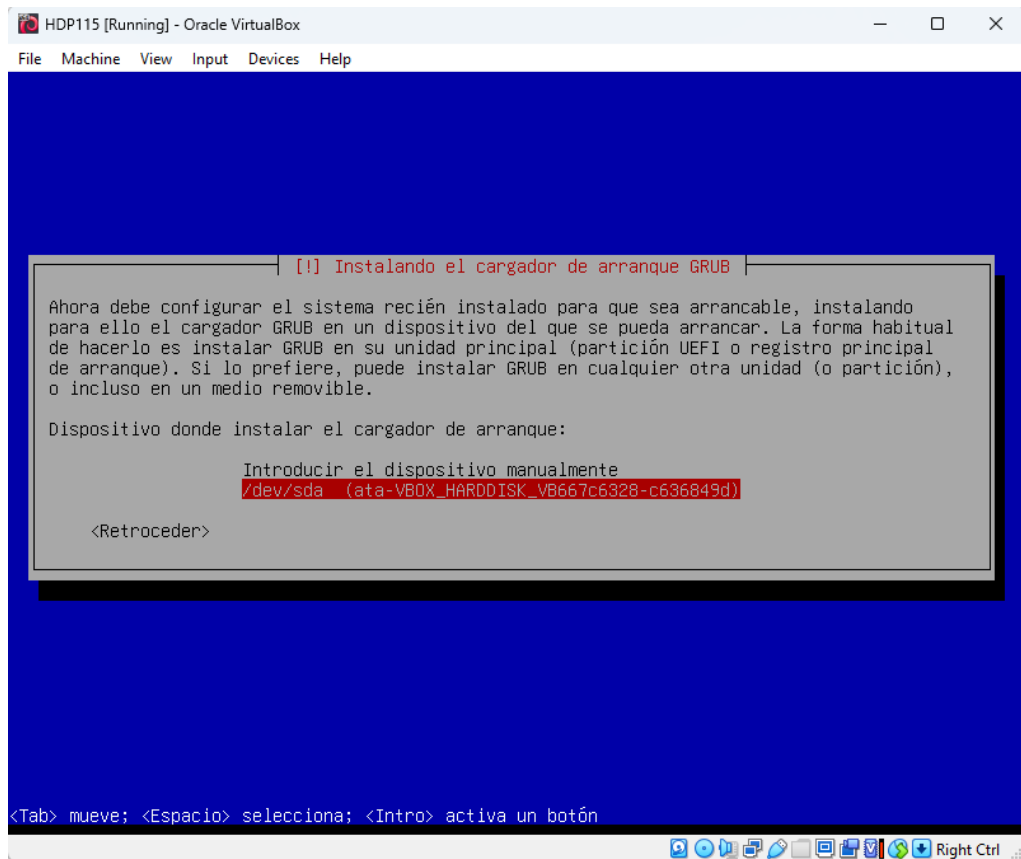 HDP115 [Running] - Oracle VirtualBox
File Machine View Input Devices Help
[!] Instalando el cargador de arranque GRUB
Ahora debe configurar el sistema recién instalado para que sea arrancable, instalando
para ello el cargador GRUB en un dispositivo del que se pueda arrancar. La forma habitual
de hacerlo es instalar GRUB en su unidad principal (partición UEFI o registro principal
de arranque). Si lo prefiere, puede instalar GRUB en cualquier otra unidad (o partición),
o incluso en un medio removible.
Dispositivo donde instalar el cargador de arranque:
Introducir el dispositivo manualmente
/dev/sda (ata-VBOX_HARDDISK_VB667c6328-c636849d)
<Retroceder>
<Tab> mueve; <Espacio> selecciona; <Intro> activa un botón
Right Ctrl